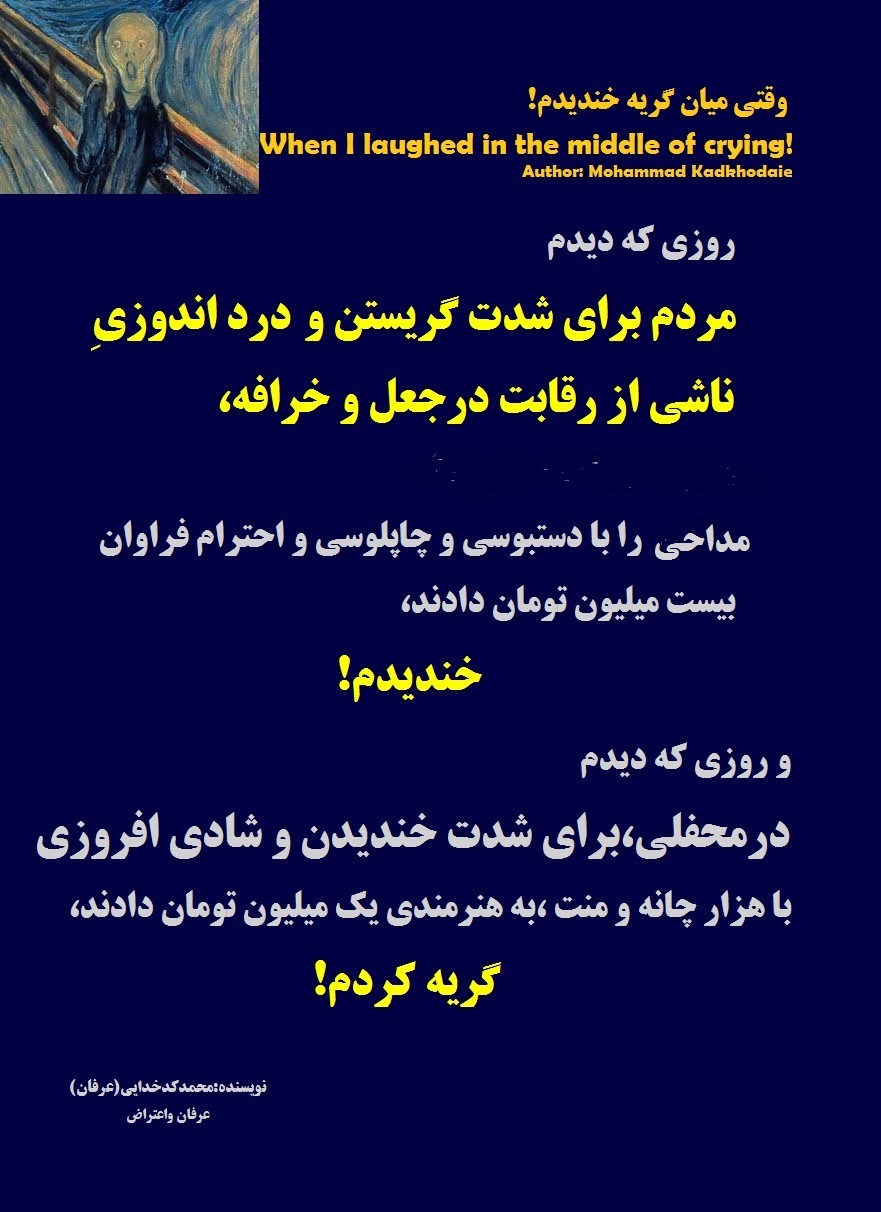 وقتی میان گریه خندیدم!
When I laughed in the middle of crying!
Author: Mohammad Kadkhodaie
روزی که دیدم
مردم برای شدت گریستن و درد اندوزیِ
ناشی از رقابت درجعل و خرافه،
مداحی را با دستبوسی و چاپلوسی و احترام فراوان
بیست میلیون تومان دادند،
خندیدم!
و روزی که دیدم
درمحفلی،برای شدت خندیدن و شادی افروزی
با هزار چانه و منت ،به هنرمندی یک میلیون تومان دادند،
گریه کردم!
نویسنده:محمدکدخدایی(عرفان)
عرفان واعتراض